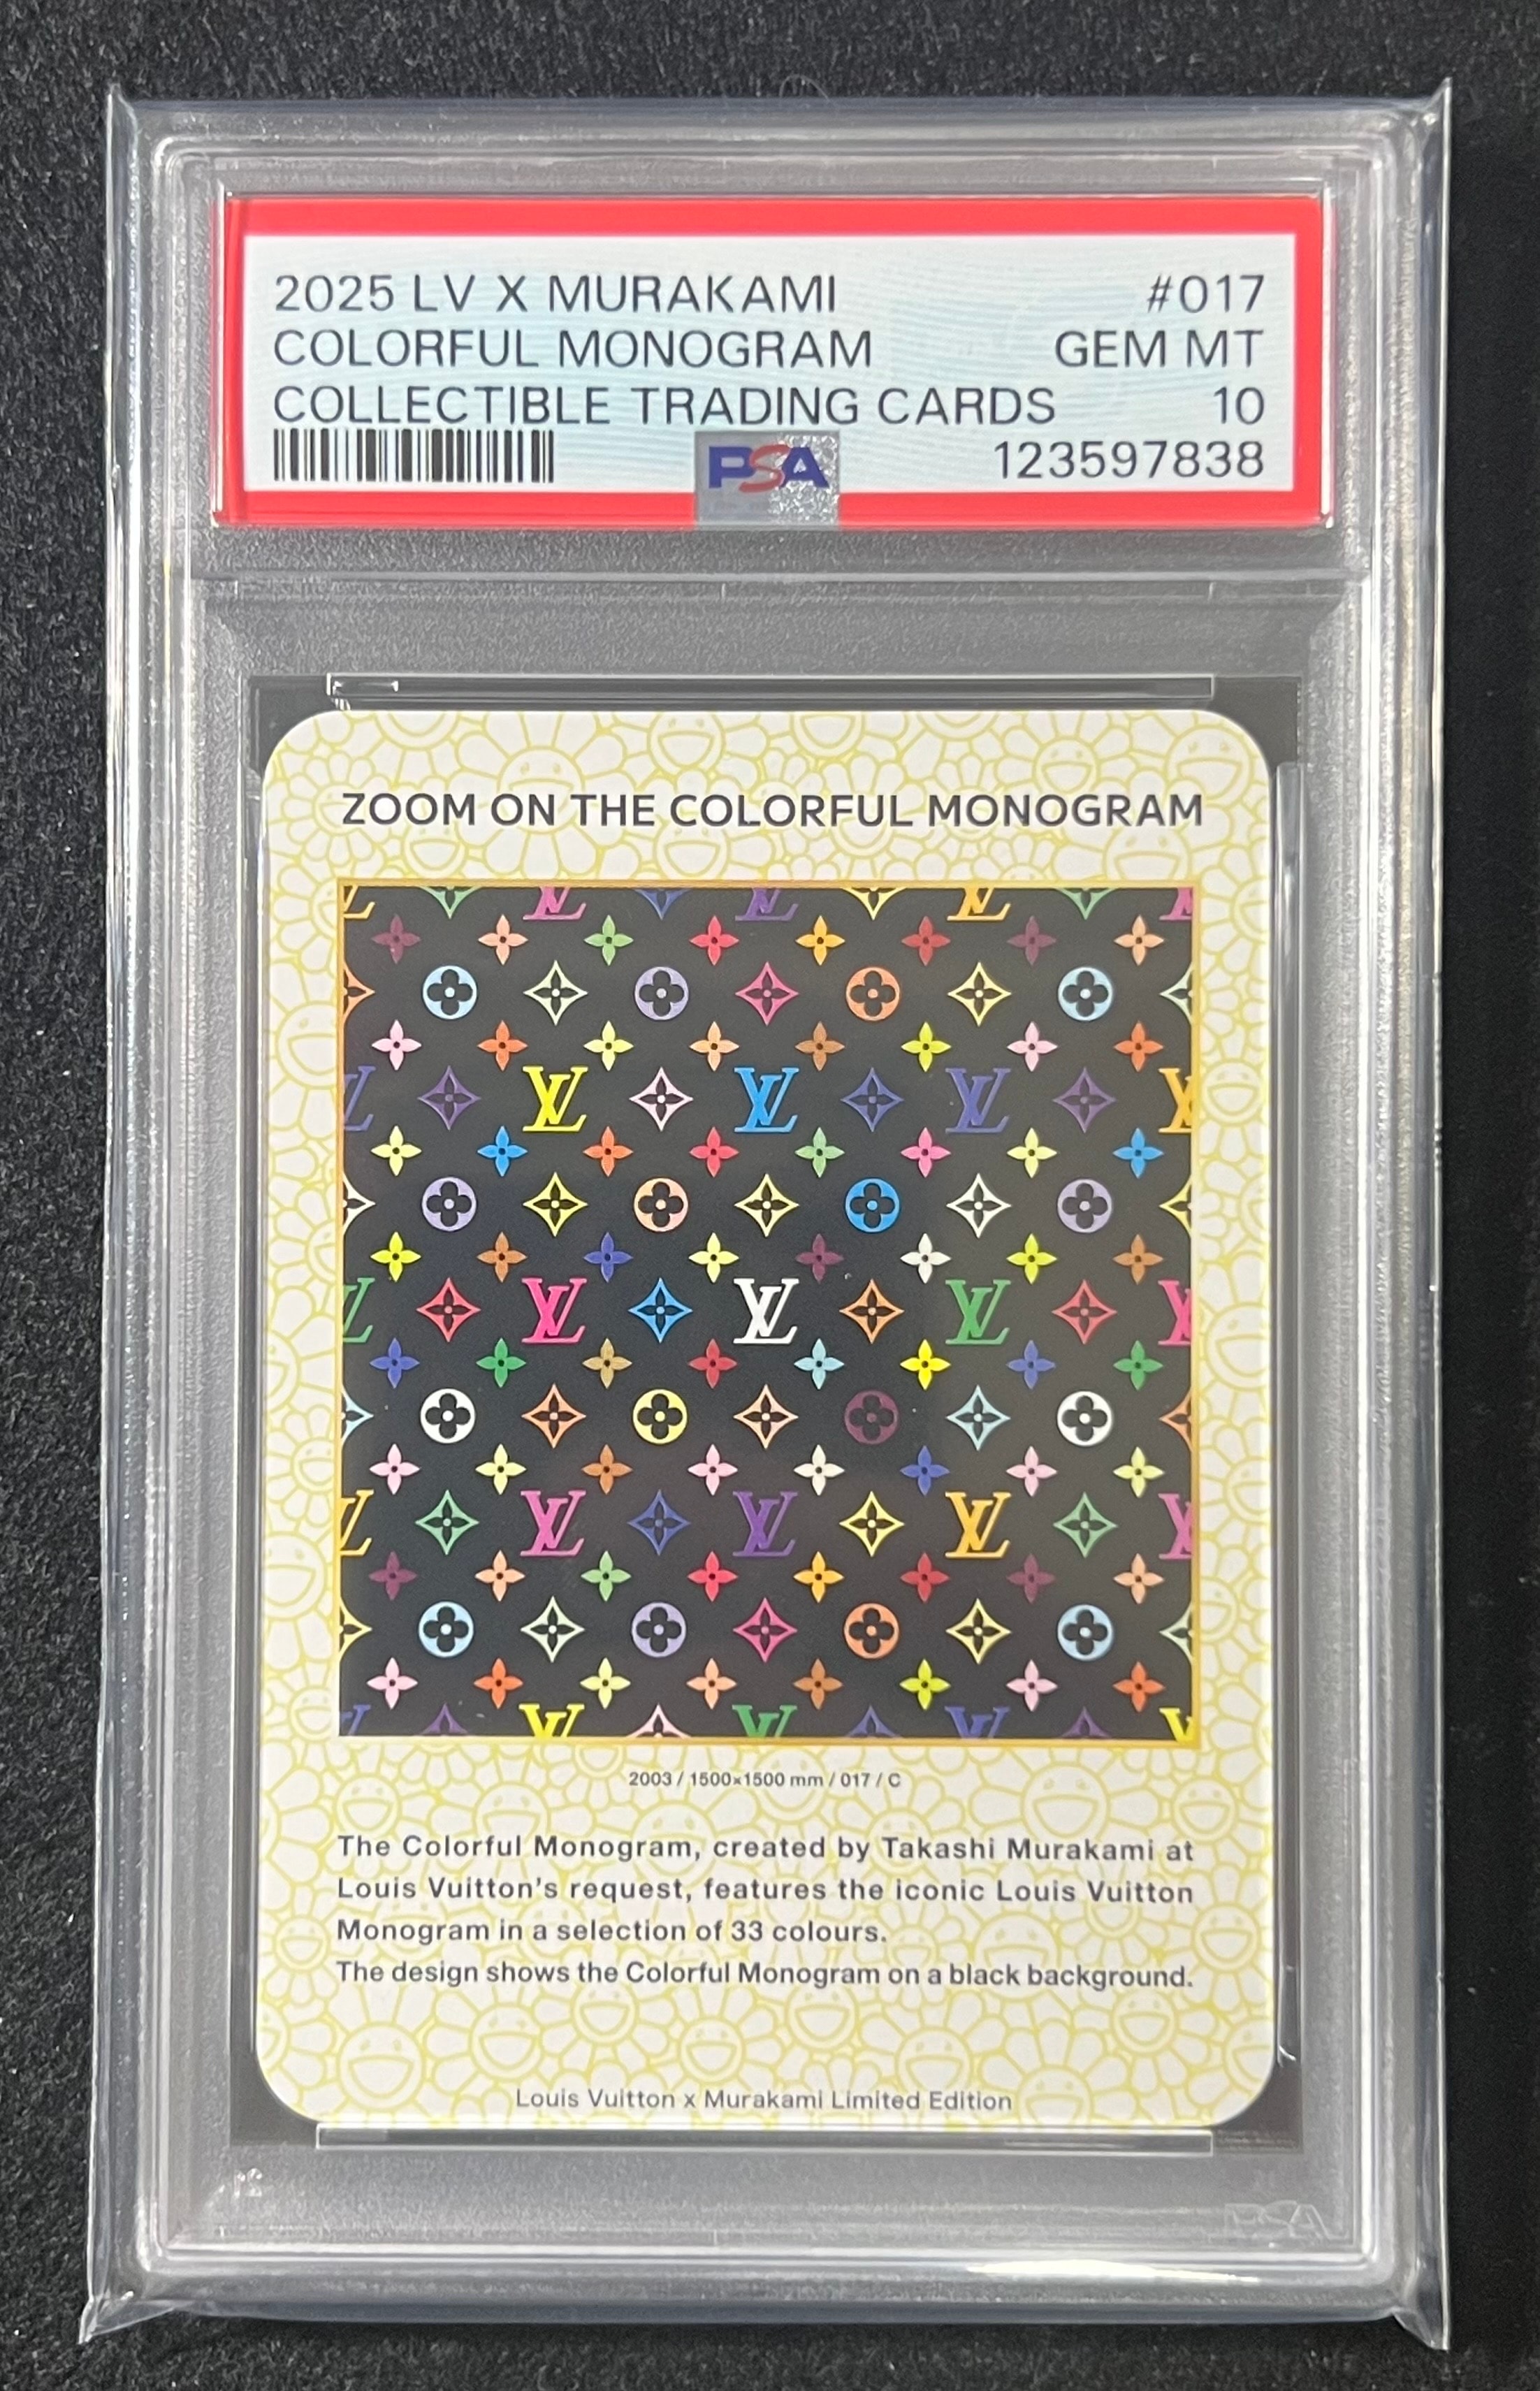 2025 LV X MURAKAMI #017
COLORFUL MONOGRAM GEM MT
COLLECTIBLE TRADING CARDS 10
PSA 123597838
ZOOM ON THE COLORFUL MONOGRAM
2003 / 1500×1500 mm / 017 / C
The Colorful Monogram, created by Takashi Murakami at
Louis Vuitton's request, features the iconic Louis Vuitton
Monogram in a selection of 33 colours.
The design shows the Colorful Monogram on a black background.
Louis Vuitton x Murakami Limited Edition
PSA